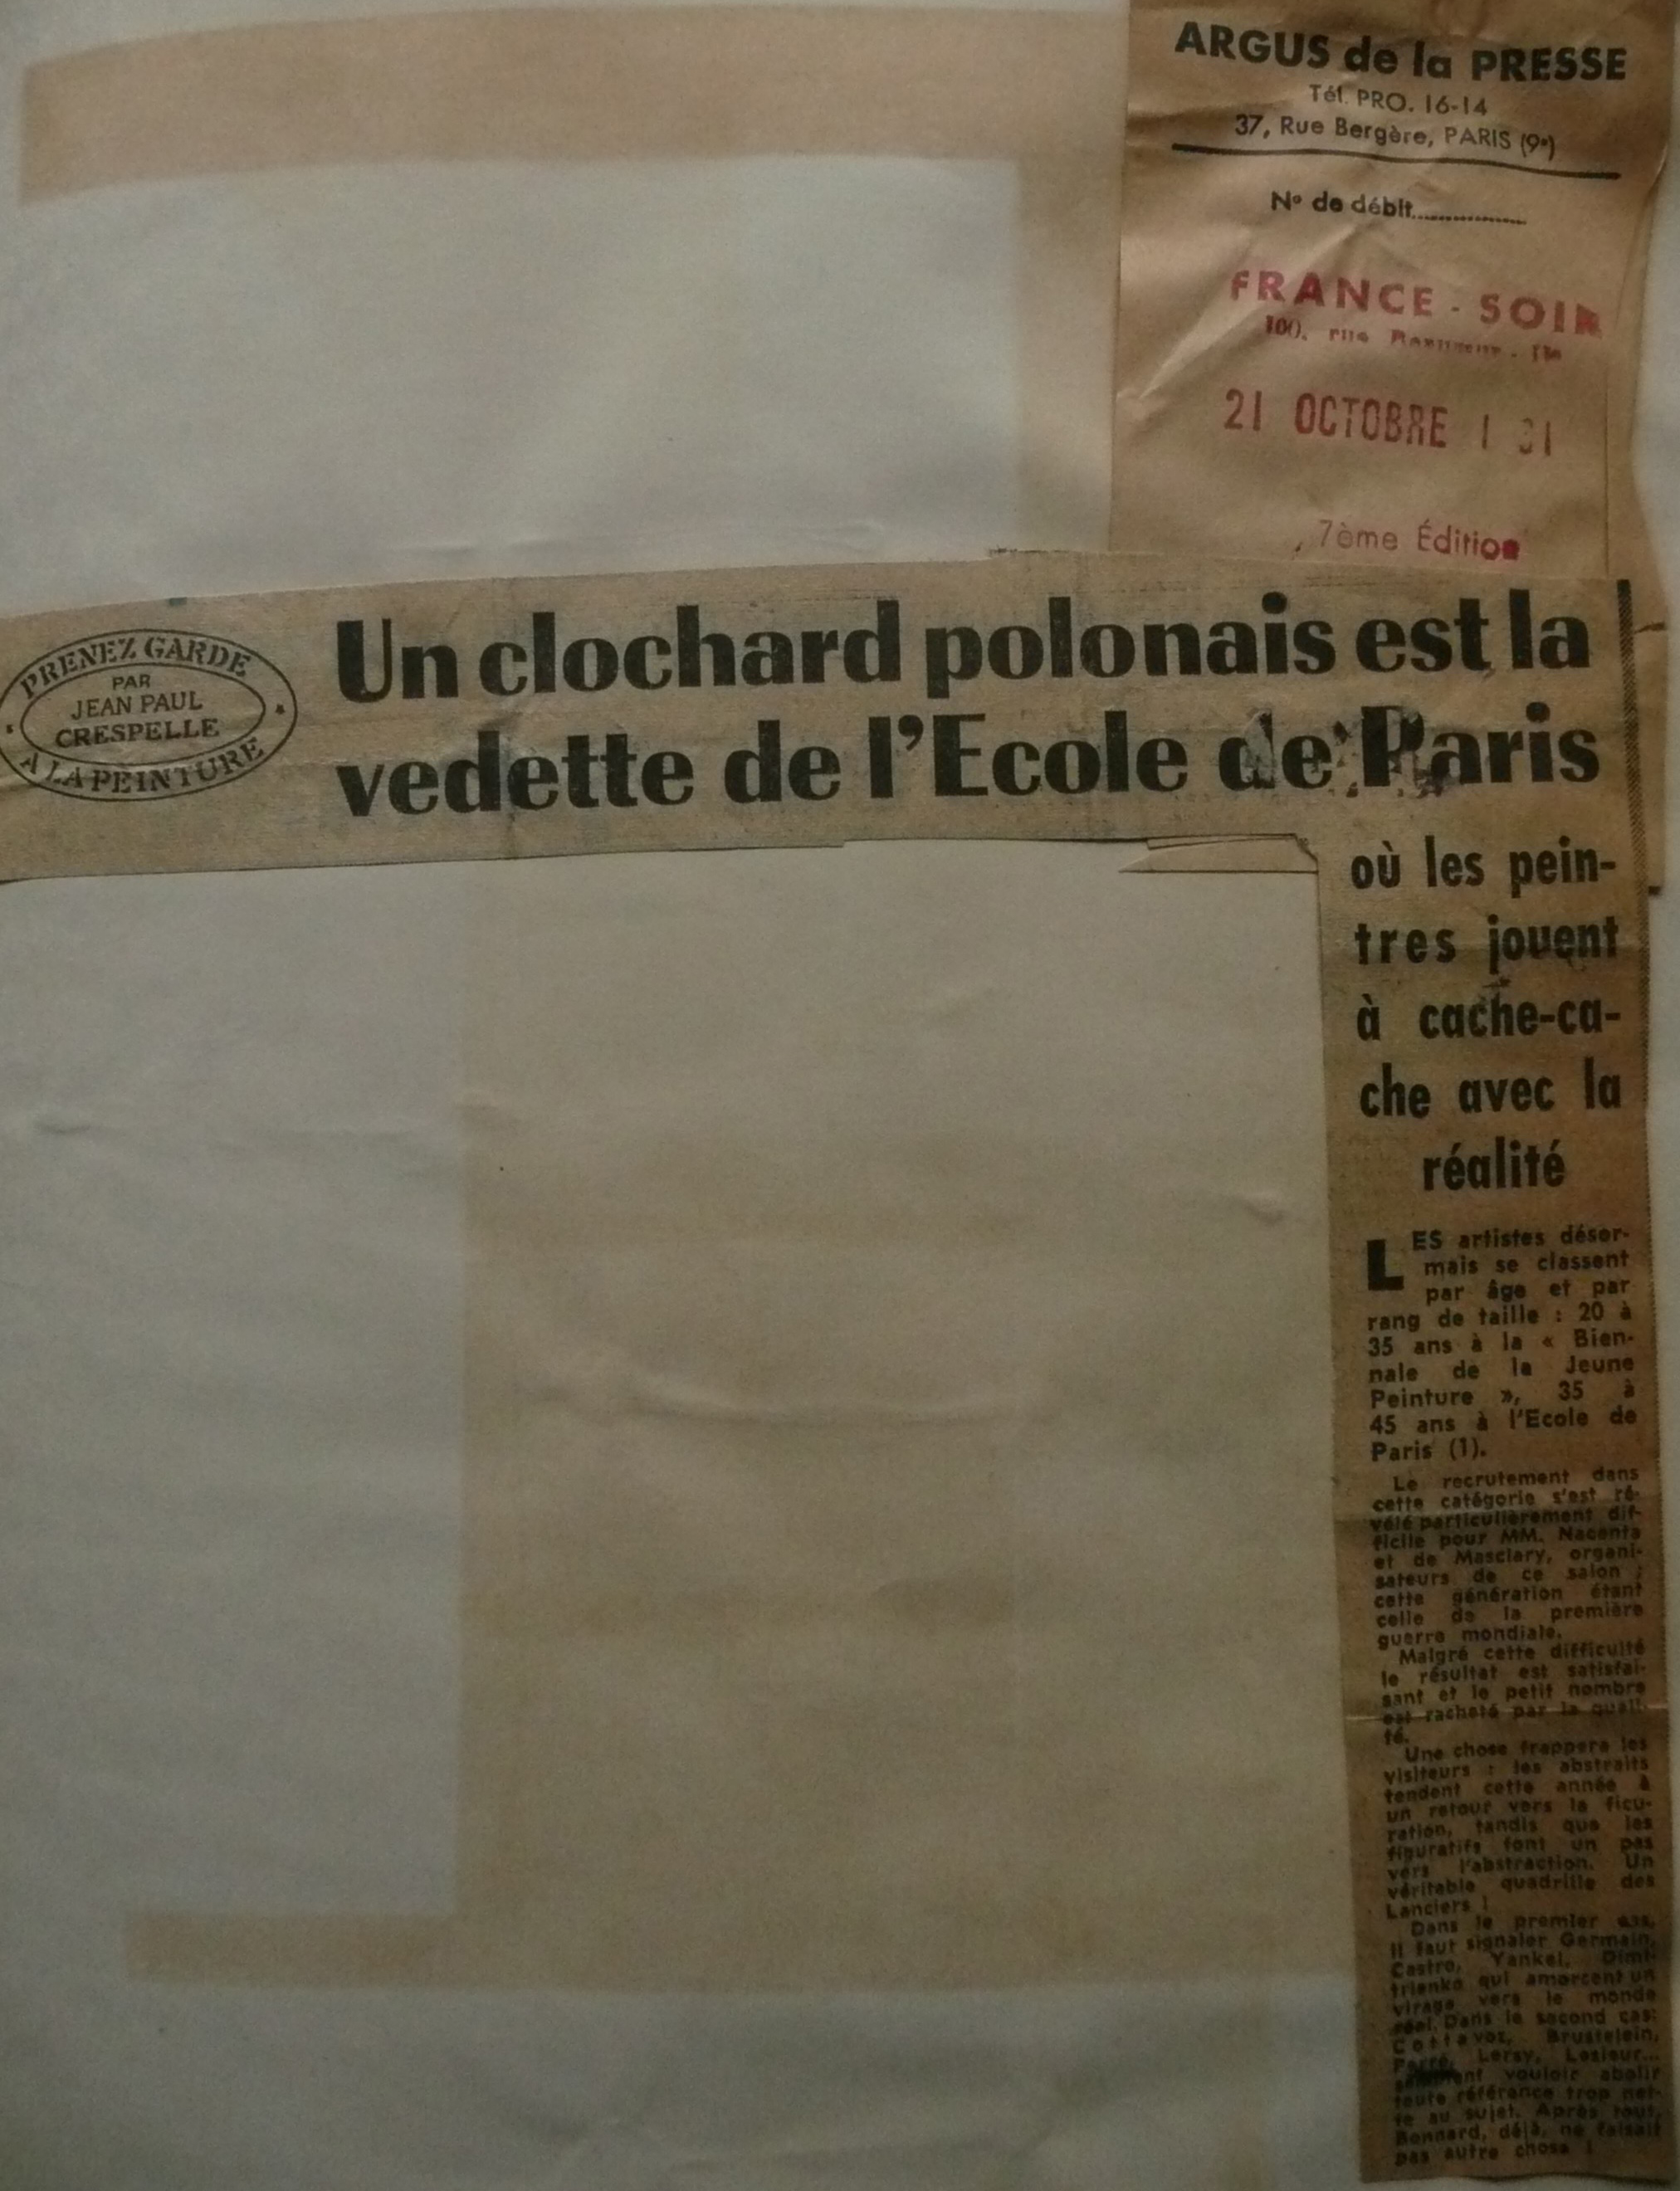 ARGUS de la PRESSE
Tél. PRO. 16-14
37, Rue Bergère, PARIS (9e)
No de débit..............
FRANCE - SOIR
100, rue
21 OCTOBRE 1 31
7ème Édition
PRENEZ GARDE
PAR
JEAN PAUL
CRESPELLE
A LA PEINTURE
Un clochard polonais est la
vedette de l'Ecole de Paris
où les pein-
tres jouent
à cache-ca-
che avec la
réalité
LES artistes désor-
mais se classent
par âge et par
rang de taille : 20 à
35 ans à la « Bien-
nale de la Jeune
Peinture », 35 à
45 ans à l'Ecole de
Paris (1).
Le recrutement dans
cette catégorie s'est ré-
vélé particulièrement dif-
ficile pour MM. Nacenta
et de Masclary, organi-
sateurs de ce salon ;
cette génération étant
celle de la première
guerre mondiale.
Malgré cette difficulté
le résultat est satisfai-
sant et le petit nombre
est racheté par la quali-
té.
Une chose frappera les
visiteurs : les abstraits
tendent cette année à
un retour vers la ficu-
ration, tandis que les
figuratifs font un pas
vers l'abstraction. Un
véritable quadrille des
Lanciers !
Dans le premier cas,
il faut signaler Germain,
Castro, Yankel, Dimi-
trienko qui amorcent un
virage vers le monde
réel. Dans le second cas:
Cottavoz, Brustelein,
Lersy, Lesieur...
vouloir abolir
toute référence trop net-
te au sujet. Après tout,
Bonnard, déjà, ne faisait
pas autre chose !